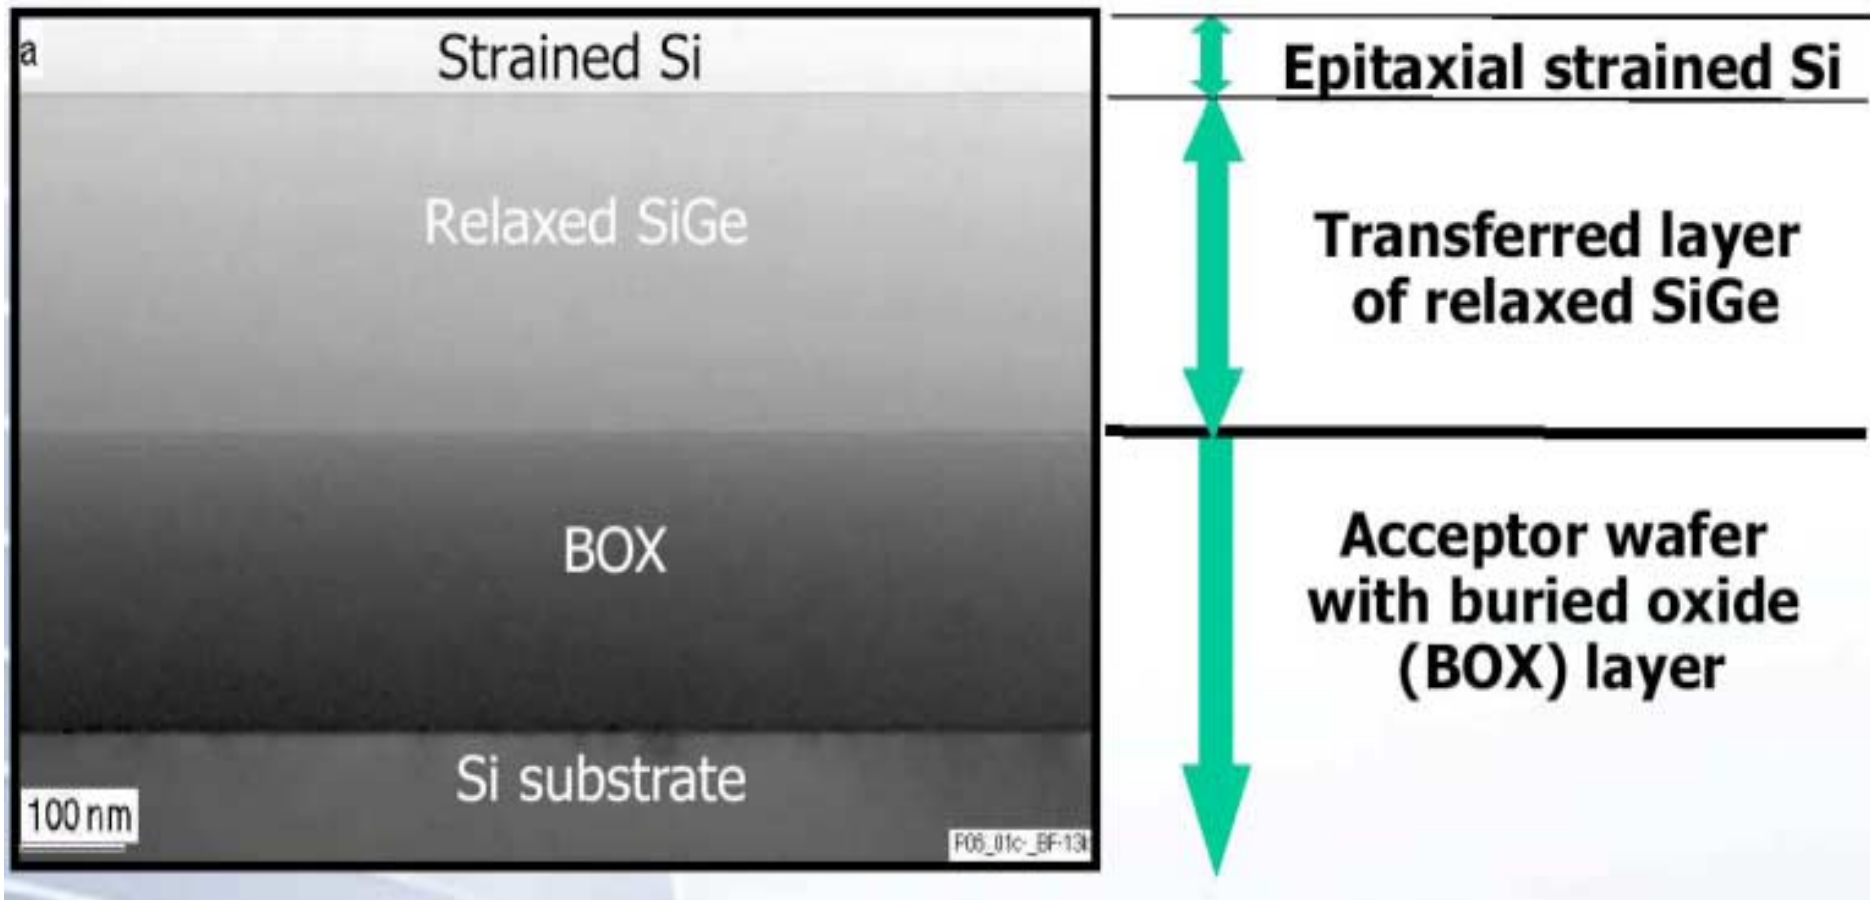 a
Strained Si
Relaxed SiGe
BOX
Si substrate
100 nm
Epitaxial strained Si
Transferred layer
of relaxed SiGe
Acceptor wafer
with buried oxide
(BOX) layer